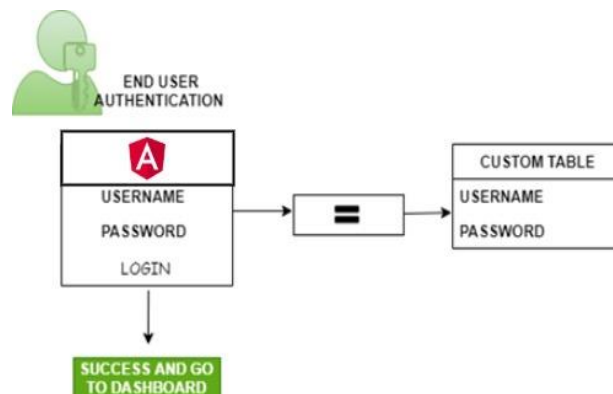 END USER
AUTHENTICATION
A
USERNAME
PASSWORD
LOGIN
=
CUSTOM TABLE
USERNAME
PASSWORD
SUCCESS AND GO
TO DASHBOARD